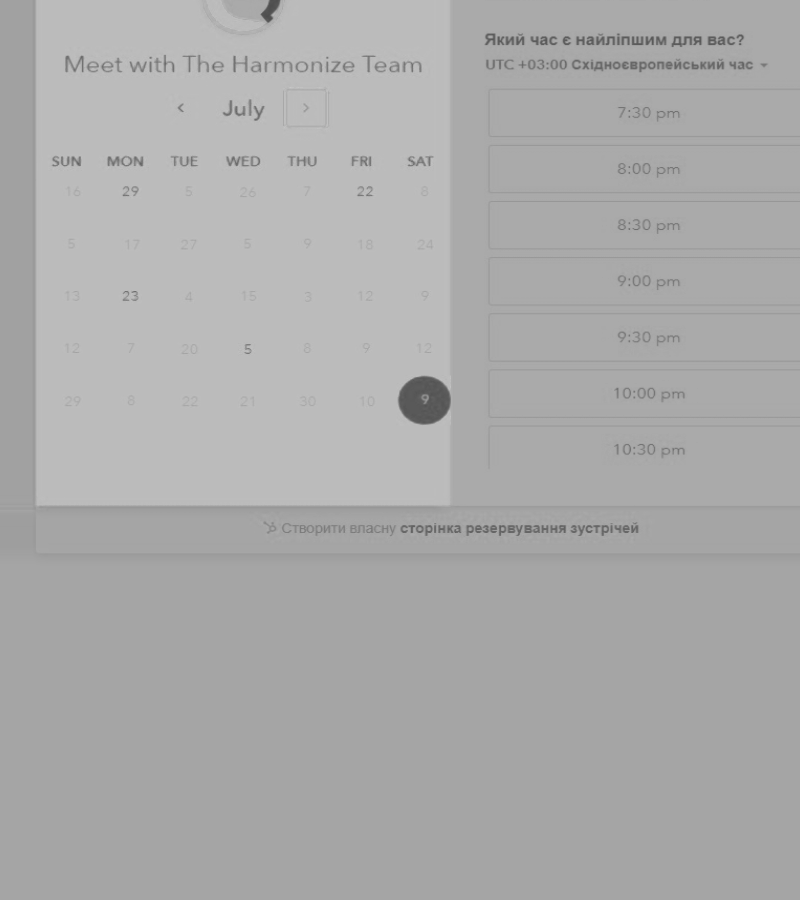 Meet with The Harmonize Team
July
SUN MON TUE WED THU FRI SAT
16 29 5 26 7 22 8
5 17 27 5 9 18 24
13 23 4 15 3 12 9
12 7 20 5 8 9 12
29 8 22 21 30 10 9
Який час є найліпшим для вас?
UTC +03:00 Східноєвропейський час
7:30 pm
8:00 pm
8:30 pm
9:00 pm
9:30 pm
10:00 pm
10:30 pm
Створити власну сторінка резервування зустрічей